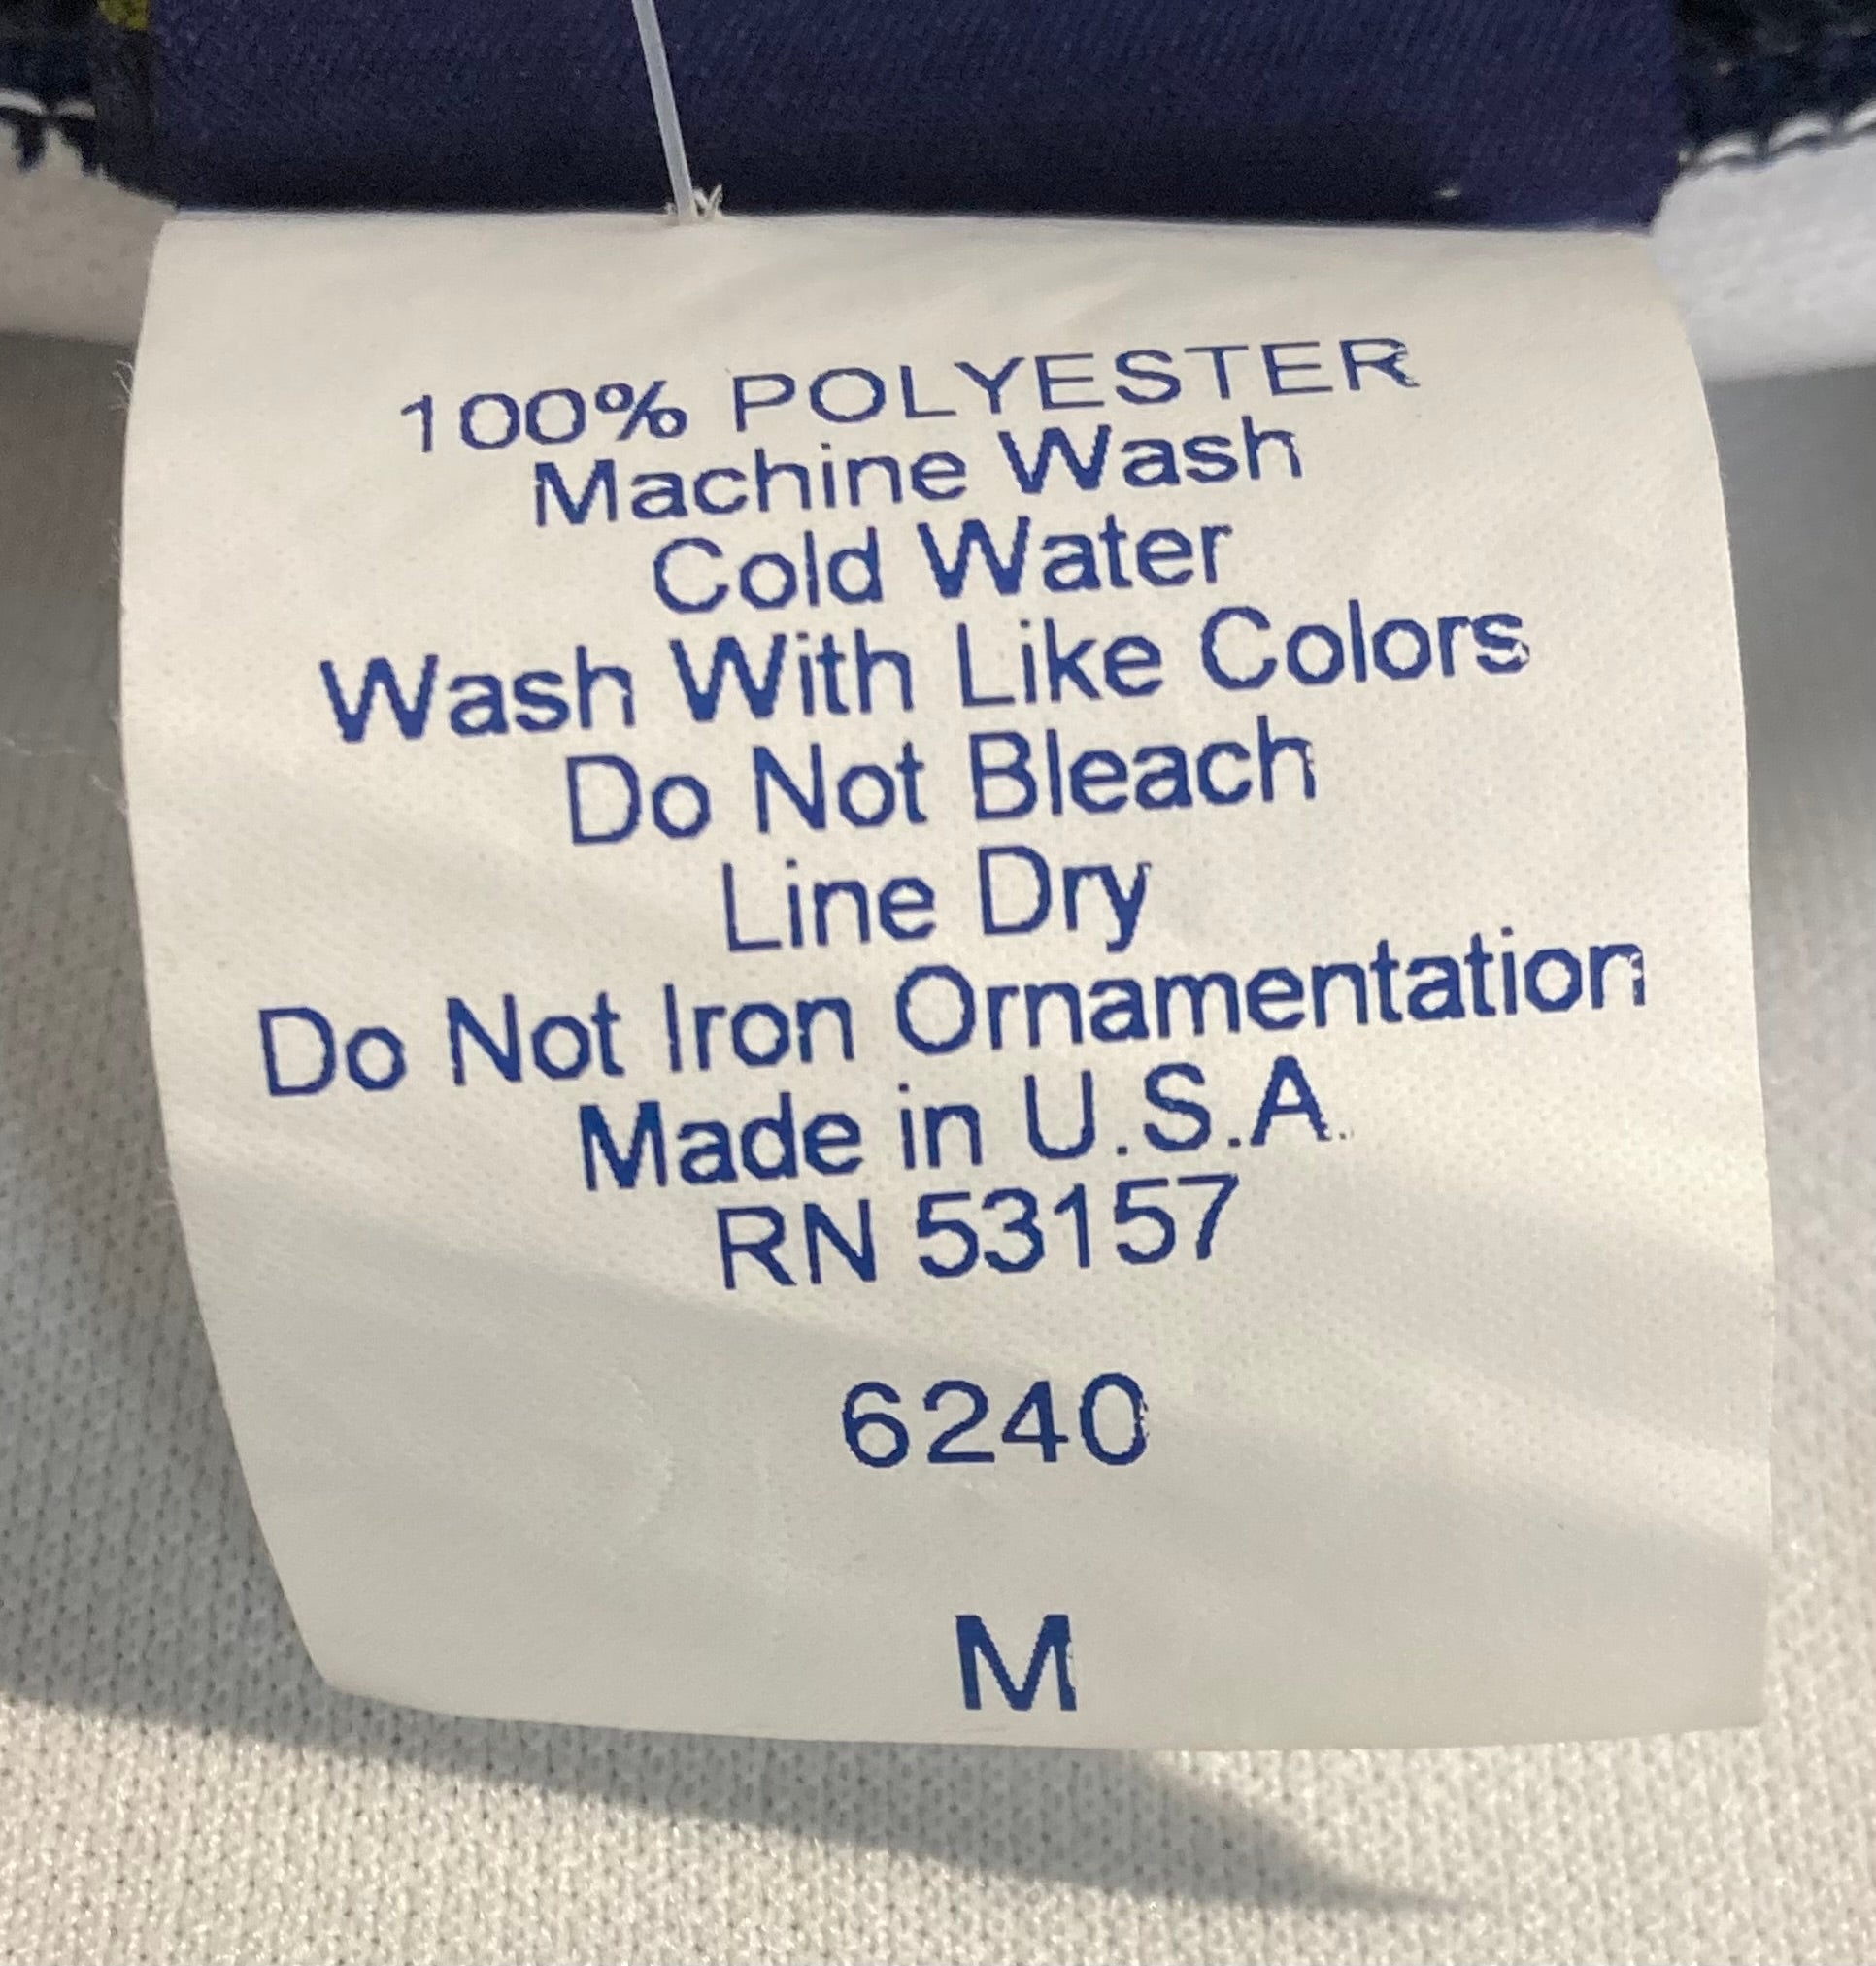 100% POLYESTER
Machine Wash
Cold Water
Wash With Like Colors
Do Not Bleach
Line Dry
Do Not Iron Ornamentation
Made in U.S.A.
RN 53157
6240
M